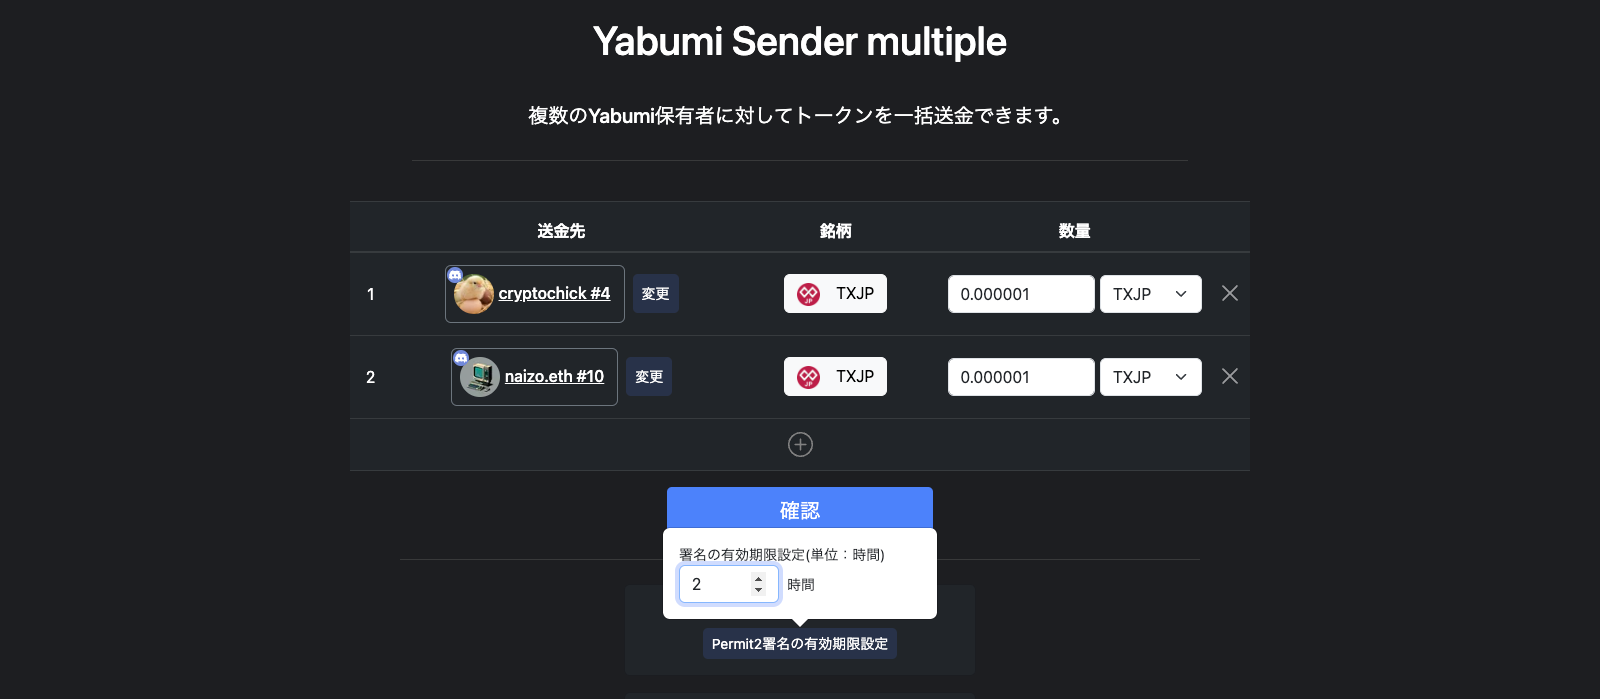 Yabumi Sender multiple
複数のYabumi保有者に対してトークンを一括送金できます。
送金先 銘柄 数量
1 cryptochick #4 変更 JP TXJP 0.000001 TXJP
2 naizo.eth #10 変更 JP TXJP 0.000001 TXJP
確認
署名の有効期限設定(単位：時間)
2 時間
Permit2署名の有効期限設定